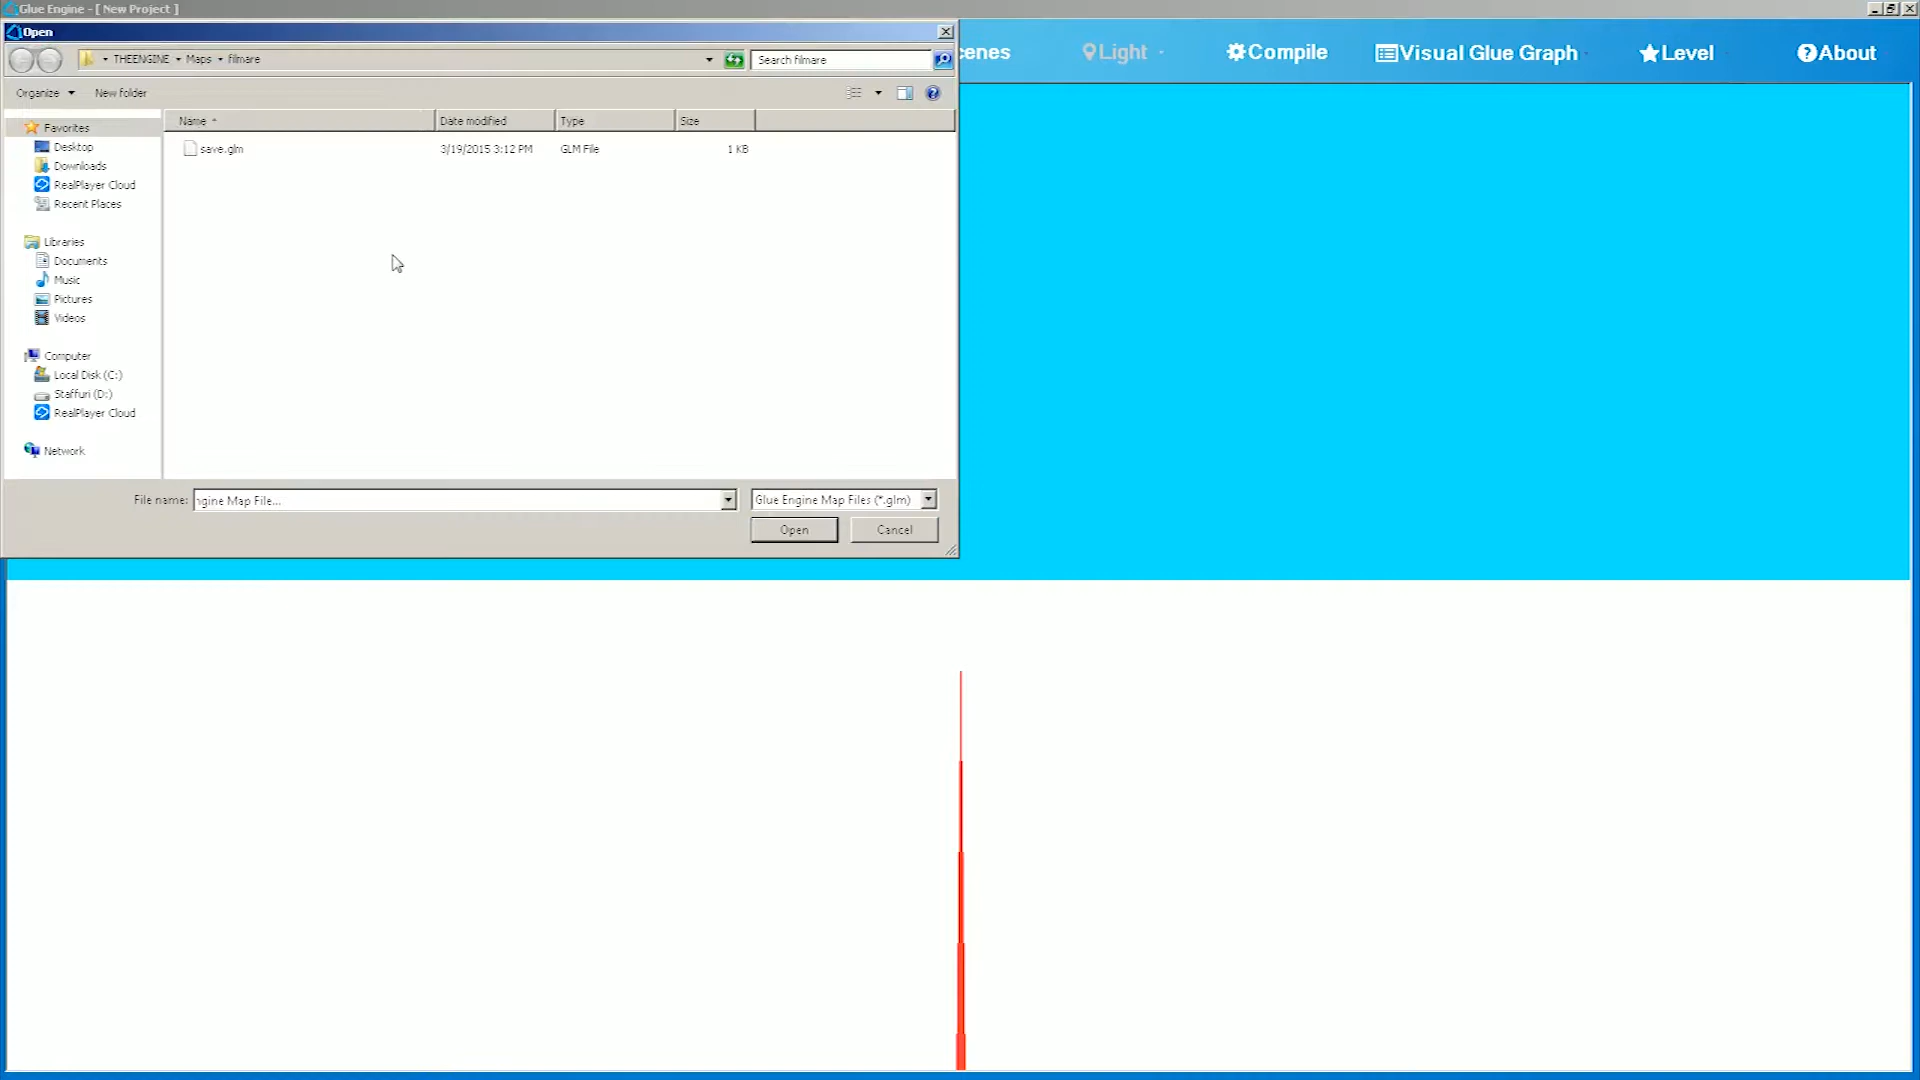 Glue Engine - [ New Project ]
Open
THEENGINE Maps filmare
Search filmare
cenes
Light
Compile
Visual Glue Graph
Level
About
Organize
New folder
Name
Date modified
Type
Size
Favorites
Desktop
Downloads
RealPlayer Cloud
Recent Places
Libraries
Documents
Music
Pictures
Videos
Computer
Local Disk (C:)
Staffuri (D:)
RealPlayer Cloud
Network
save.glm
3/19/2015 3:12 PM
GLM File
1 KB
File name:
ngine Map File...
Glue Engine Map Files (*.glm)
Open
Cancel